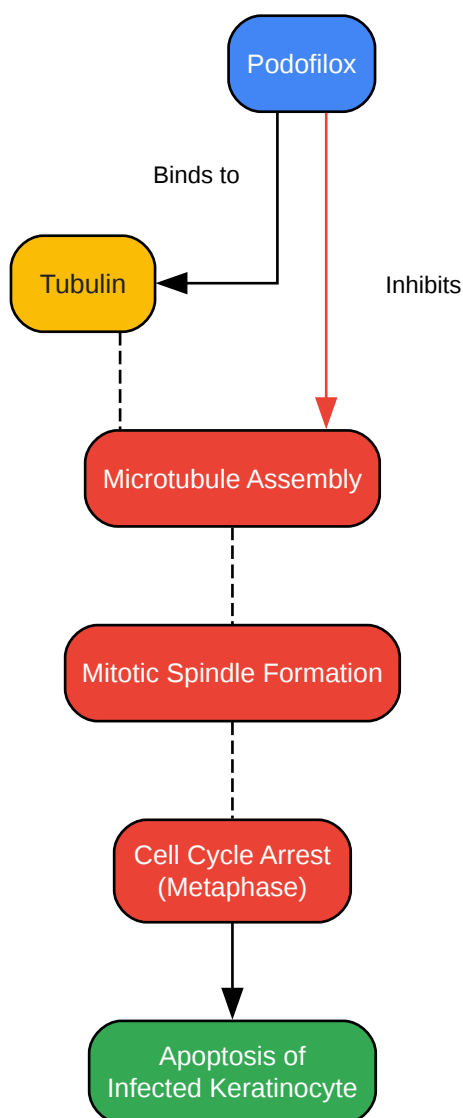 Podofilox
Binds to
Tubulin
Inhibits
Microtubule Assembly
Mitotic Spindle Formation
Cell Cycle Arrest
(Metaphase)
Apoptosis of
Infected Keratinocyte